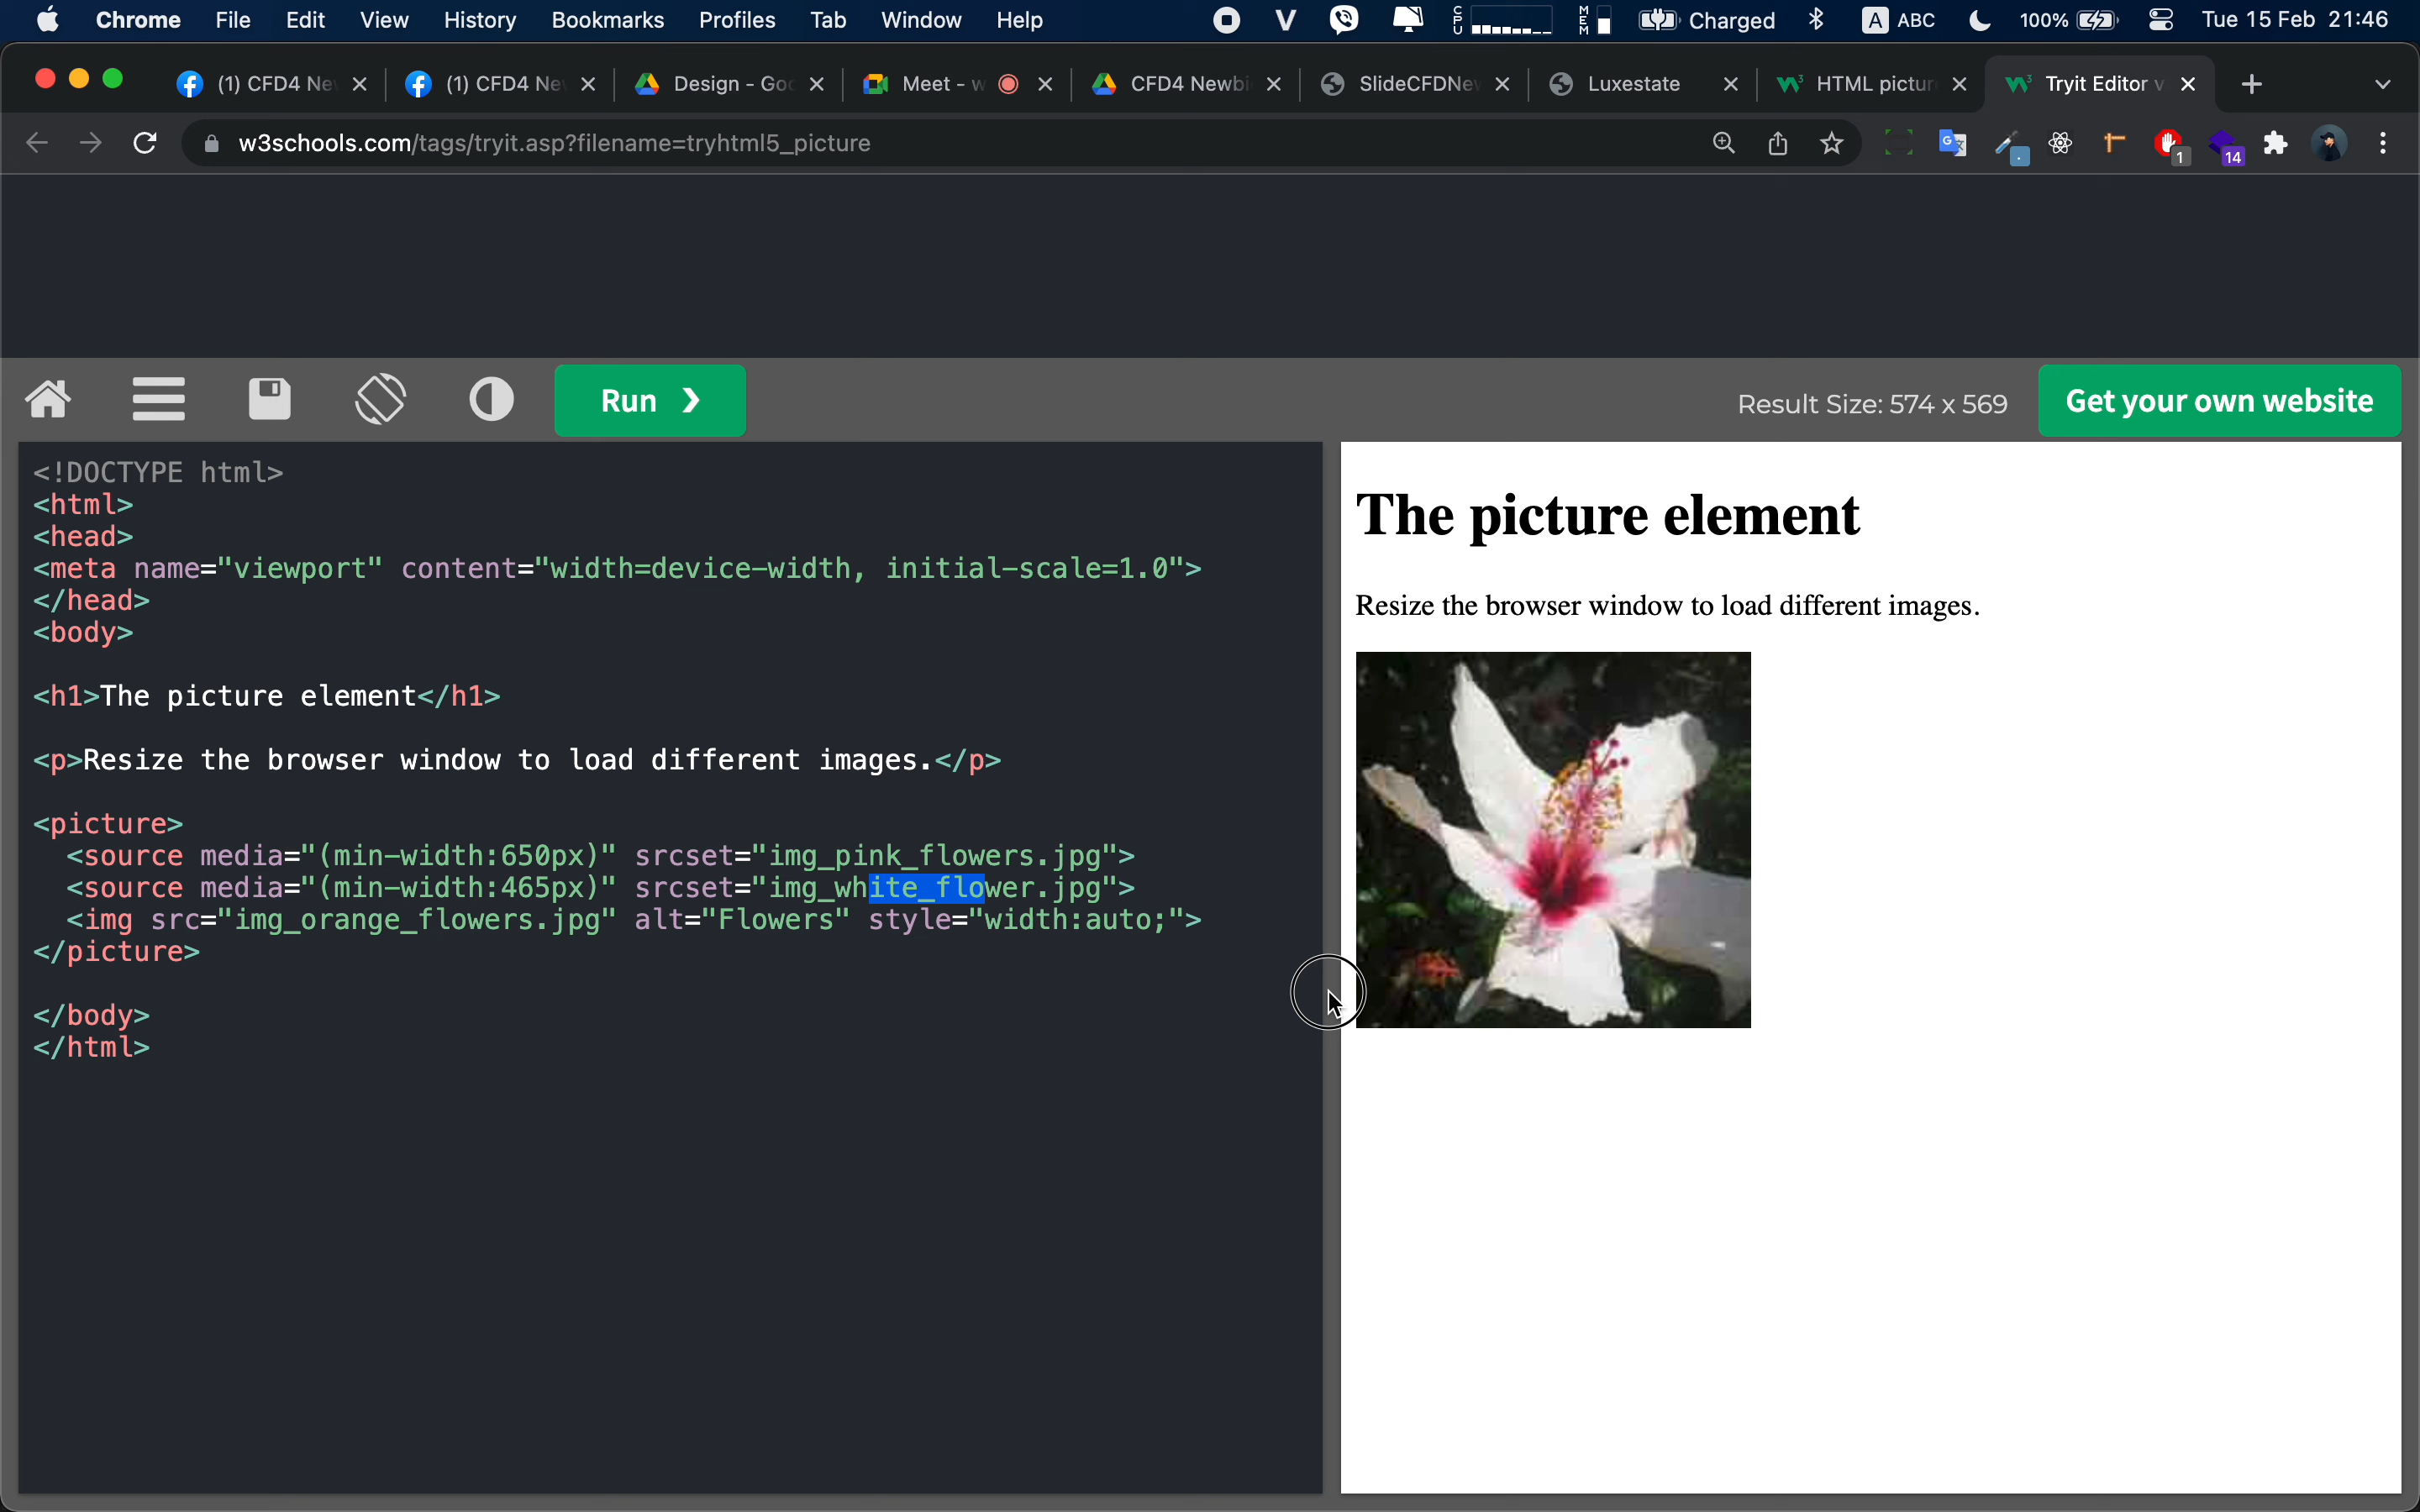 Chrome File Edit View History Bookmarks Profiles Tab Window Help CPU MEM Charged A ABC 100% Tue 15 Feb 21:46
(1) CFD4 Ne (1) CFD4 Ne Design - Goo Meet - w CFD4 Newbi SlideCFDNe Luxestate HTML pictur Tryit Editor v
w3schools.com/tags/tryit.asp?filename=tryhtml5_picture 1 14
Run ❯ Result Size: 574 x 569 Get your own website
<!DOCTYPE html>
<html>
<head>
<meta name="viewport" content="width=device-width, initial-scale=1.0">
</head>
<body>
<h1>The picture element</h1>
<p>Resize the browser window to load different images.</p>
<picture>
<source media="(min-width:650px)" srcset="img_pink_flowers.jpg">
<source media="(min-width:465px)" srcset="img_white_flower.jpg">
<img src="img_orange_flowers.jpg" alt="Flowers" style="width:auto;">
</picture>
</body>
</html>
The picture element
Resize the browser window to load different images.